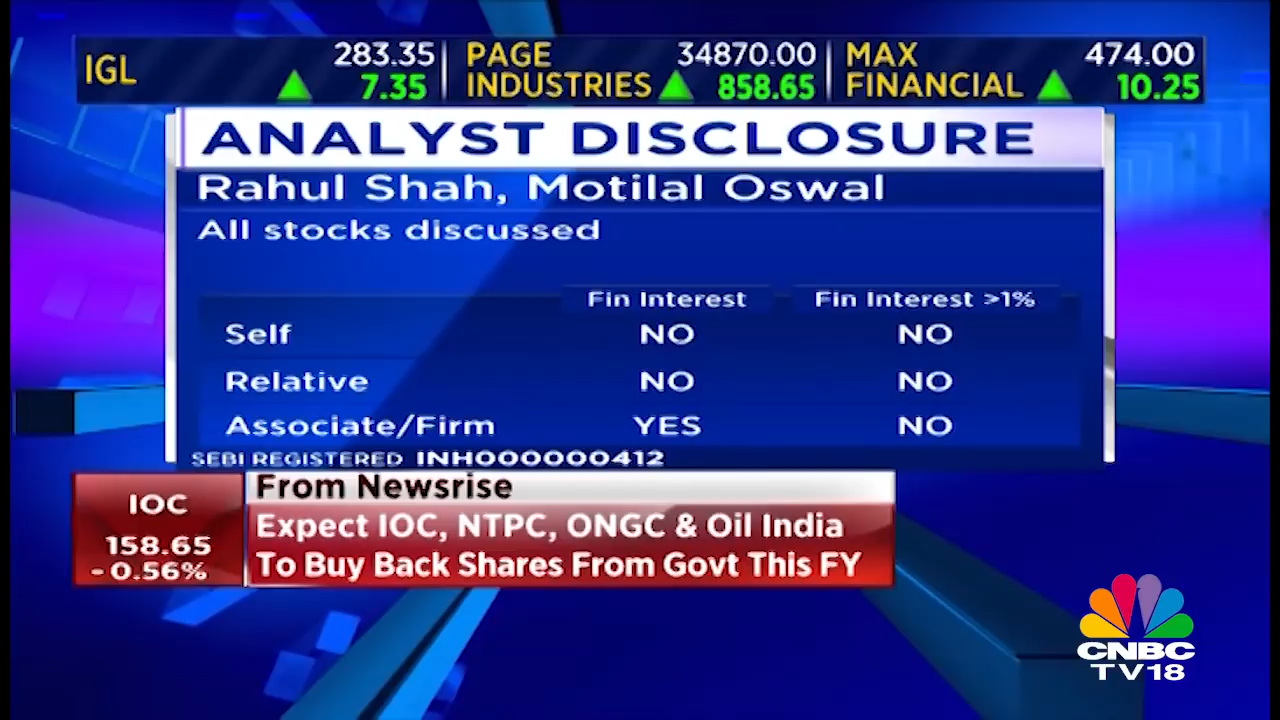 IGL 283.35 7.35
PAGE INDUSTRIES 34870.00 858.65
MAX FINANCIAL 474.00 10.25
ANALYST DISCLOSURE
Rahul Shah, Motilal Oswal
All stocks discussed
Fin Interest Fin Interest >1%
Self NO NO
Relative NO NO
Associate/Firm YES NO
SEBI REGISTERED INH000000412
IOC
158.65
- 0.56%
From Newsrise
Expect IOC, NTPC, ONGC & Oil India
To Buy Back Shares From Govt This FY
CNBC
TV18